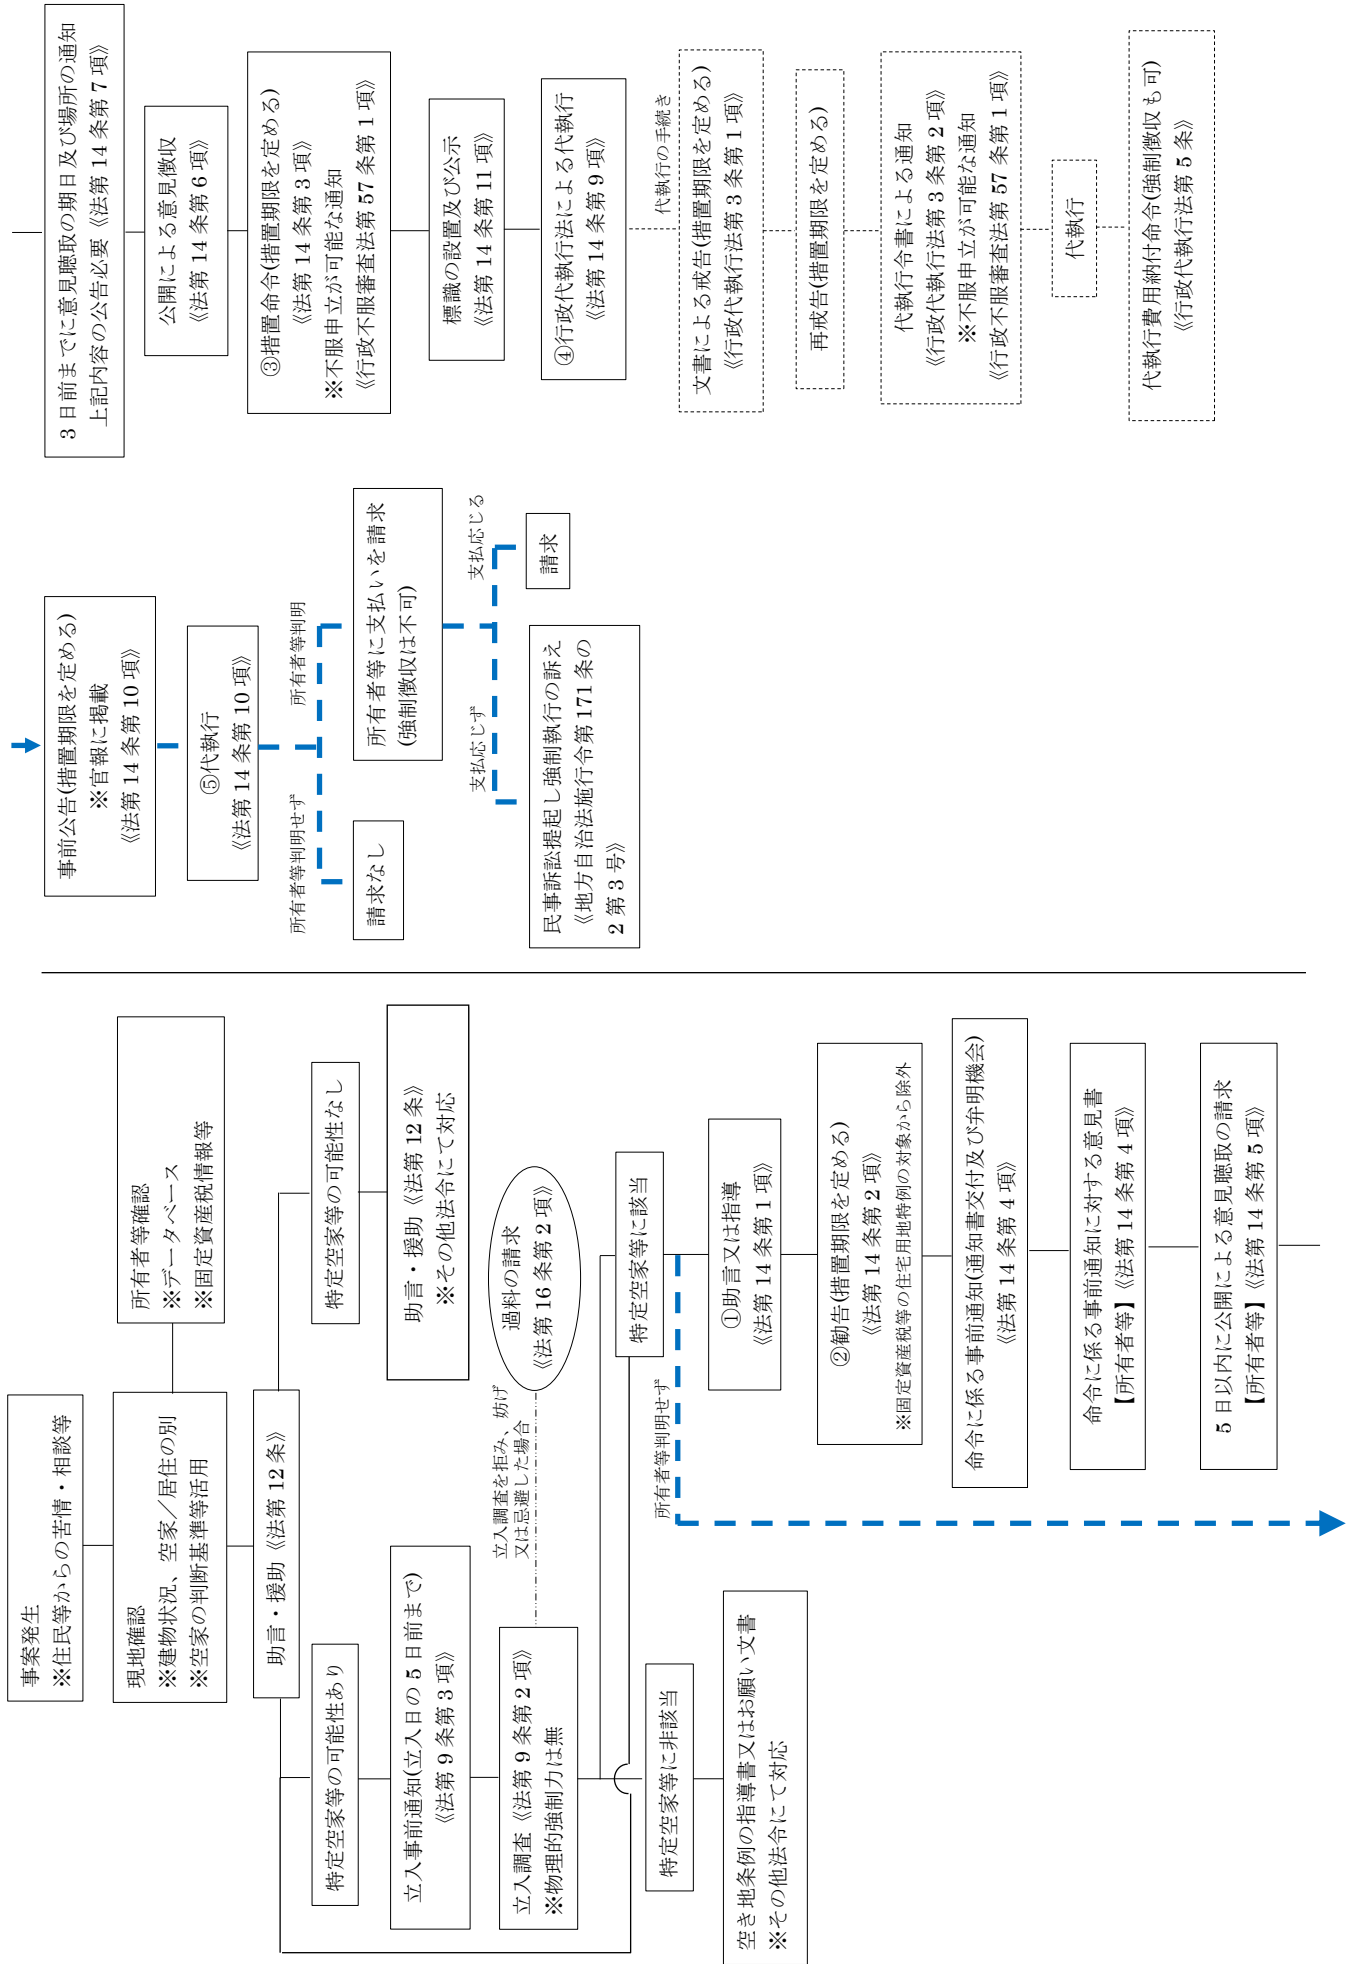 事案発生
※住民等からの苦情・相談等
現地確認
※建物状況、空家／居住の別
※空家の判断基準等活用
所有者等確認
※データベース
※固定資産税情報等
助言・援助《法第12条》
特定空家等の可能性あり
特定空家等の可能性なし
立入事前通知(立入日の5日前まで)
《法第9条第3項》
助言・援助《法第12条》
※その他法令にて対応
立入調査《法第9条第2項》
※物理的強制力は無
立入調査を拒み、妨げ
又は忌避した場合
過料の請求
《法第16条第2項》
特定空家等に非該当
特定空家等に該当
空き地条例の指導書又はお願い文書
※その他法令にて対応
所有者等判明せず
①助言又は指導
《法第14条第1項》
②勧告(措置期限を定める)
《法第14条第2項》
※固定資産税等の住宅用地特例の対象から除外
命令に係る事前通知(通知書交付及び弁明機会)
《法第14条第4項》
命令に係る事前通知に対する意見書
【所有者等】《法第14条第4項》
5日以内に公開による意見聴取の請求
【所有者等】《法第14条第5項》
事前公告(措置期限を定める)
※官報に掲載
《法第14条第10項》
⑤代執行
《法第14条第10項》
所有者等判明せず
所有者等判明
請求なし
所有者等に支払いを請求
(強制徴収は不可)
支払応じず
支払応じる
民事訴訟提起し強制執行の訴え
《地方自治法施行令第171条の
2第3号》
請求
3日前までに意見聴取の期日及び場所の通知
上記内容の公告必要《法第14条第7項》
公開による意見徴収
《法第14条第6項》
③措置命令(措置期限を定める)
《法第14条第3項》
※不服申立が可能な通知
《行政不服審査法第57条第1項》
標識の設置及び公示
《法第14条第11項》
④行政代執行法による代執行
《法第14条第9項》
代執行の手続き
文書による戒告(措置期限を定める)
《行政代執行法第3条第1項》
再戒告(措置期限を定める)
代執行令書による通知
《行政代執行法第3条第2項》
※不服申立が可能な通知
《行政不服審査法第57条第1項》
代執行
代執行費用納付命令(強制徴収も可)
《行政代執行法第5条》